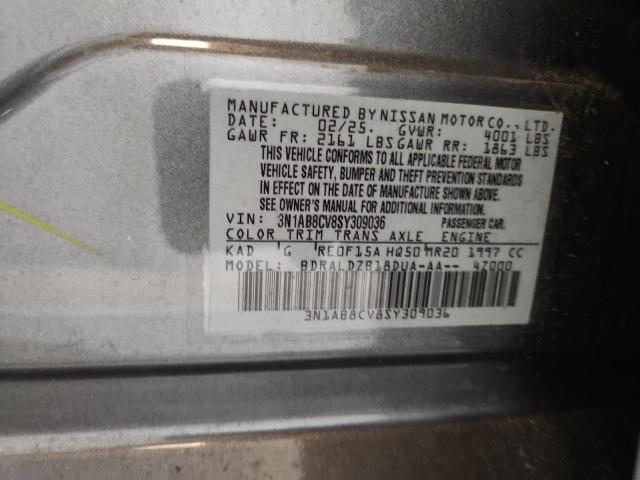 MANUFACTURED BY NISSAN MOTOR CO., LTD.
DATE: 02/25. GVWR: 4001 LBS
GAWR FR: 2161 LBS GAWR RR: 1863 LBS
THIS VEHICLE CONFORMS TO ALL APPLICABLE FEDERAL MOTOR
VEHICLE SAFETY, BUMPER AND THEFT PREVENTION STANDARDS
IN EFFECT ON THE DATE OF MANUFACTURE SHOWN ABOVE.
SEE OWNER'S MANUAL FOR ADDITIONAL INFORMATION.
VIN: 3N1AB8CV8SY309036 PASSENGER CAR.
COLOR TRIM TRANS AXLE ENGINE
KAD G RE0F15A HQ50 MR20 1997 CC
MODEL: BDRALDZB18DUA-AA-- 47000
3N1AB8CV8SY309036